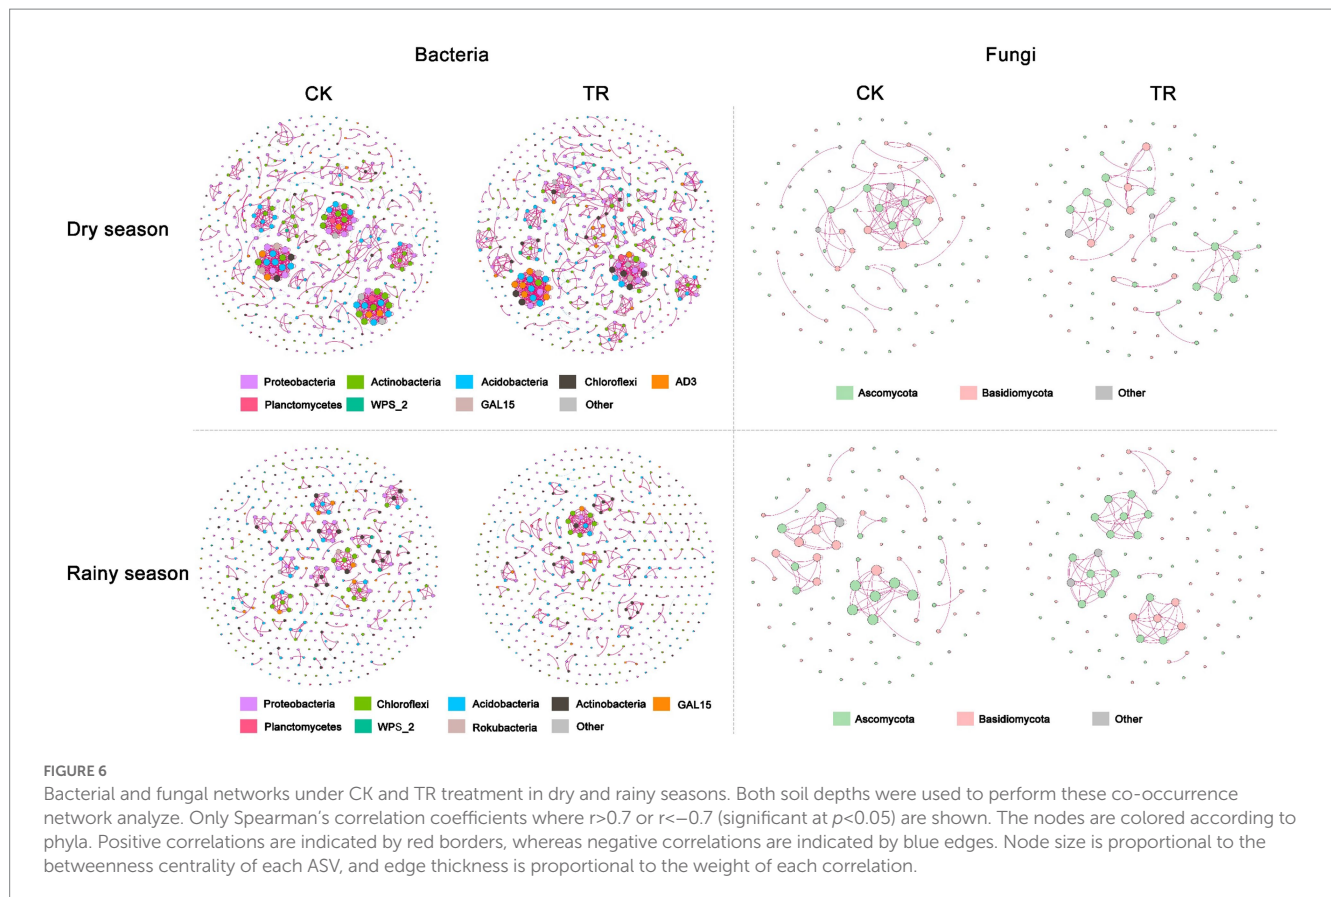 Bacteria
Fungi
CK
TR
CK
TR
Dry season
Proteobacteria
Actinobacteria
Acidobacteria
Chloroflexi
AD3
Planctomycetes
WPS_2
GAL15
Other
Ascomycota
Basidiomycota
Other
Rainy season
Proteobacteria
Chloroflexi
Acidobacteria
Actinobacteria
GAL15
Planctomycetes
WPS_2
Rokubacteria
Other
Ascomycota
Basidiomycota
Other
FIGURE 6
Bacterial and fungal networks under CK and TR treatment in dry and rainy seasons. Both soil depths were used to perform these co-occurrence
network analyze. Only Spearman’s correlation coefficients where r>0.7 or r<−0.7 (significant at p<0.05) are shown. The nodes are colored according to
phyla. Positive correlations are indicated by red borders, whereas negative correlations are indicated by blue edges. Node size is proportional to the
betweenness centrality of each ASV, and edge thickness is proportional to the weight of each correlation.